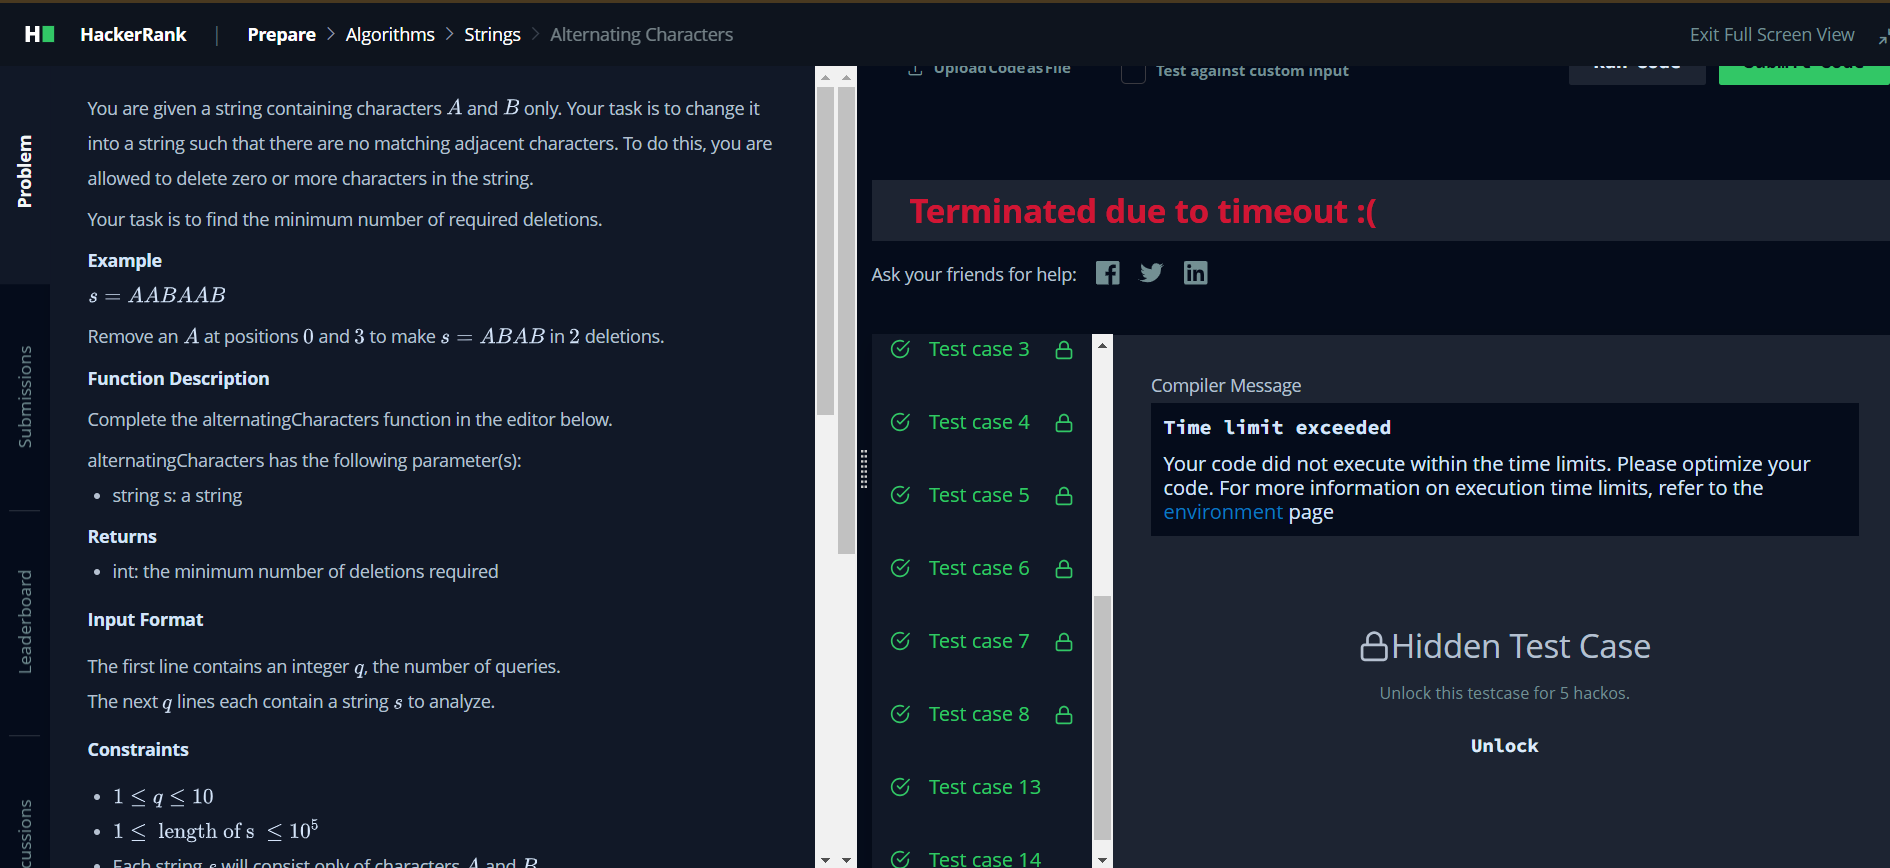 HackerRank | Prepare > Algorithms > Strings > Alternating Characters
Exit Full Screen View
Problem
Submissions
Leaderboard
You are given a string containing characters A and B only. Your task is to change it
into a string such that there are no matching adjacent characters. To do this, you are
allowed to delete zero or more characters in the string.
Your task is to find the minimum number of required deletions.
Example
s = AABAAB
Remove an A at positions 0 and 3 to make s = ABAB in 2 deletions.
Function Description
Complete the alternatingCharacters function in the editor below.
alternatingCharacters has the following parameter(s):
• string s: a string
Returns
• int: the minimum number of deletions required
Input Format
The first line contains an integer q, the number of queries.
The next q lines each contain a string s to analyze.
Constraints
• 1 ≤ q ≤ 10
• 1 ≤ length of s ≤ 10⁵
• Each string s will consist only of characters A and B
Upload Code as File
Test against custom input
Run Code
Submit Code
Terminated due to timeout :(
Ask your friends for help:
Test case 3
Test case 4
Test case 5
Test case 6
Test case 7
Test case 8
Test case 13
Test case 14
Compiler Message
Time limit exceeded
Your code did not execute within the time limits. Please optimize your
code. For more information on execution time limits, refer to the
environment page
Hidden Test Case
Unlock this testcase for 5 hackos.
Unlock